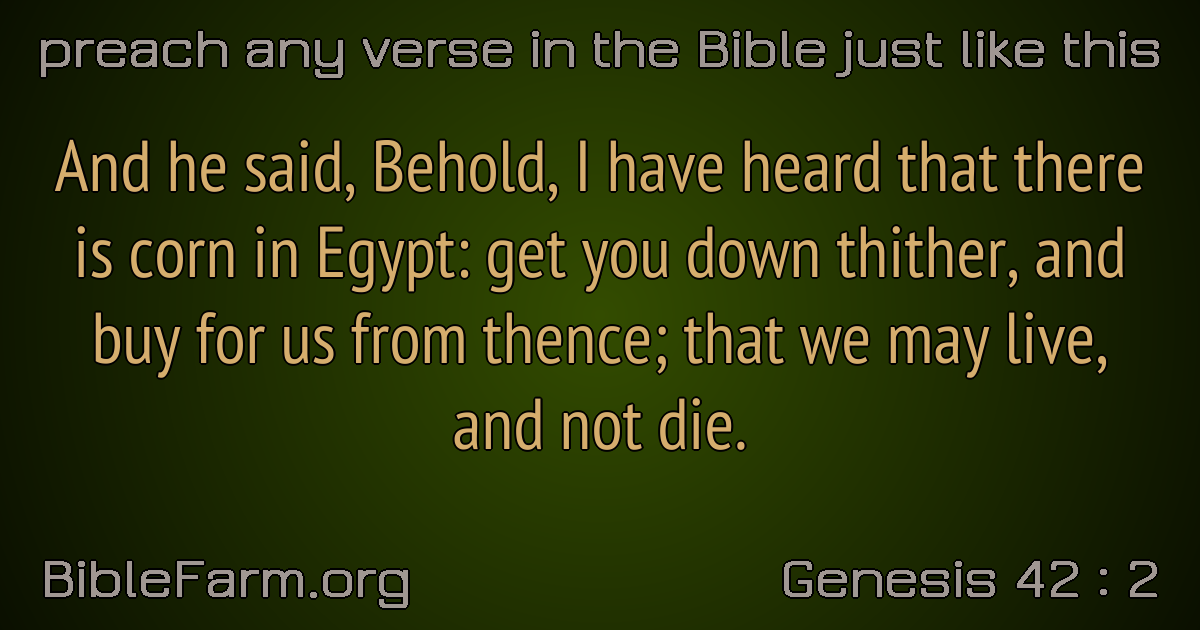 preach any verse in the Bible just like this
And he said, Behold, I have heard that there
is corn in Egypt: get you down thither, and
buy for us from thence; that we may live,
and not die.
BibleFarm.org
Genesis 42 : 2